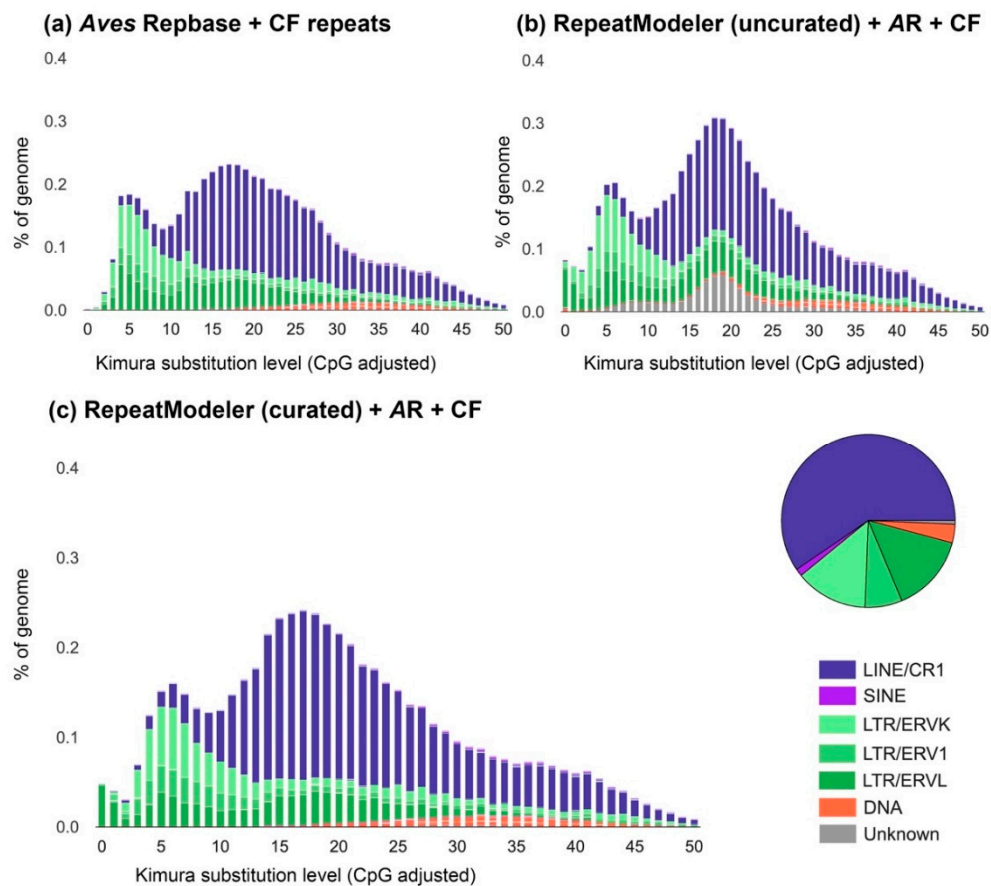 (a) Aves Repbase + CF repeats
0.4
0.3
0.2
0.1
0.0
% of genome
0 5 10 15 20 25 30 35 40 45 50
Kimura substitution level (CpG adjusted)
(b) RepeatModeler (uncurated) + AR + CF
0.4
0.3
0.2
0.1
0.0
% of genome
0 5 10 15 20 25 30 35 40 45 50
Kimura substitution level (CpG adjusted)
(c) RepeatModeler (curated) + AR + CF
0.4
0.3
0.2
0.1
0.0
% of genome
0 5 10 15 20 25 30 35 40 45 50
Kimura substitution level (CpG adjusted)
LINE/CR1
SINE
LTR/ERVK
LTR/ERV1
LTR/ERVL
DNA
Unknown